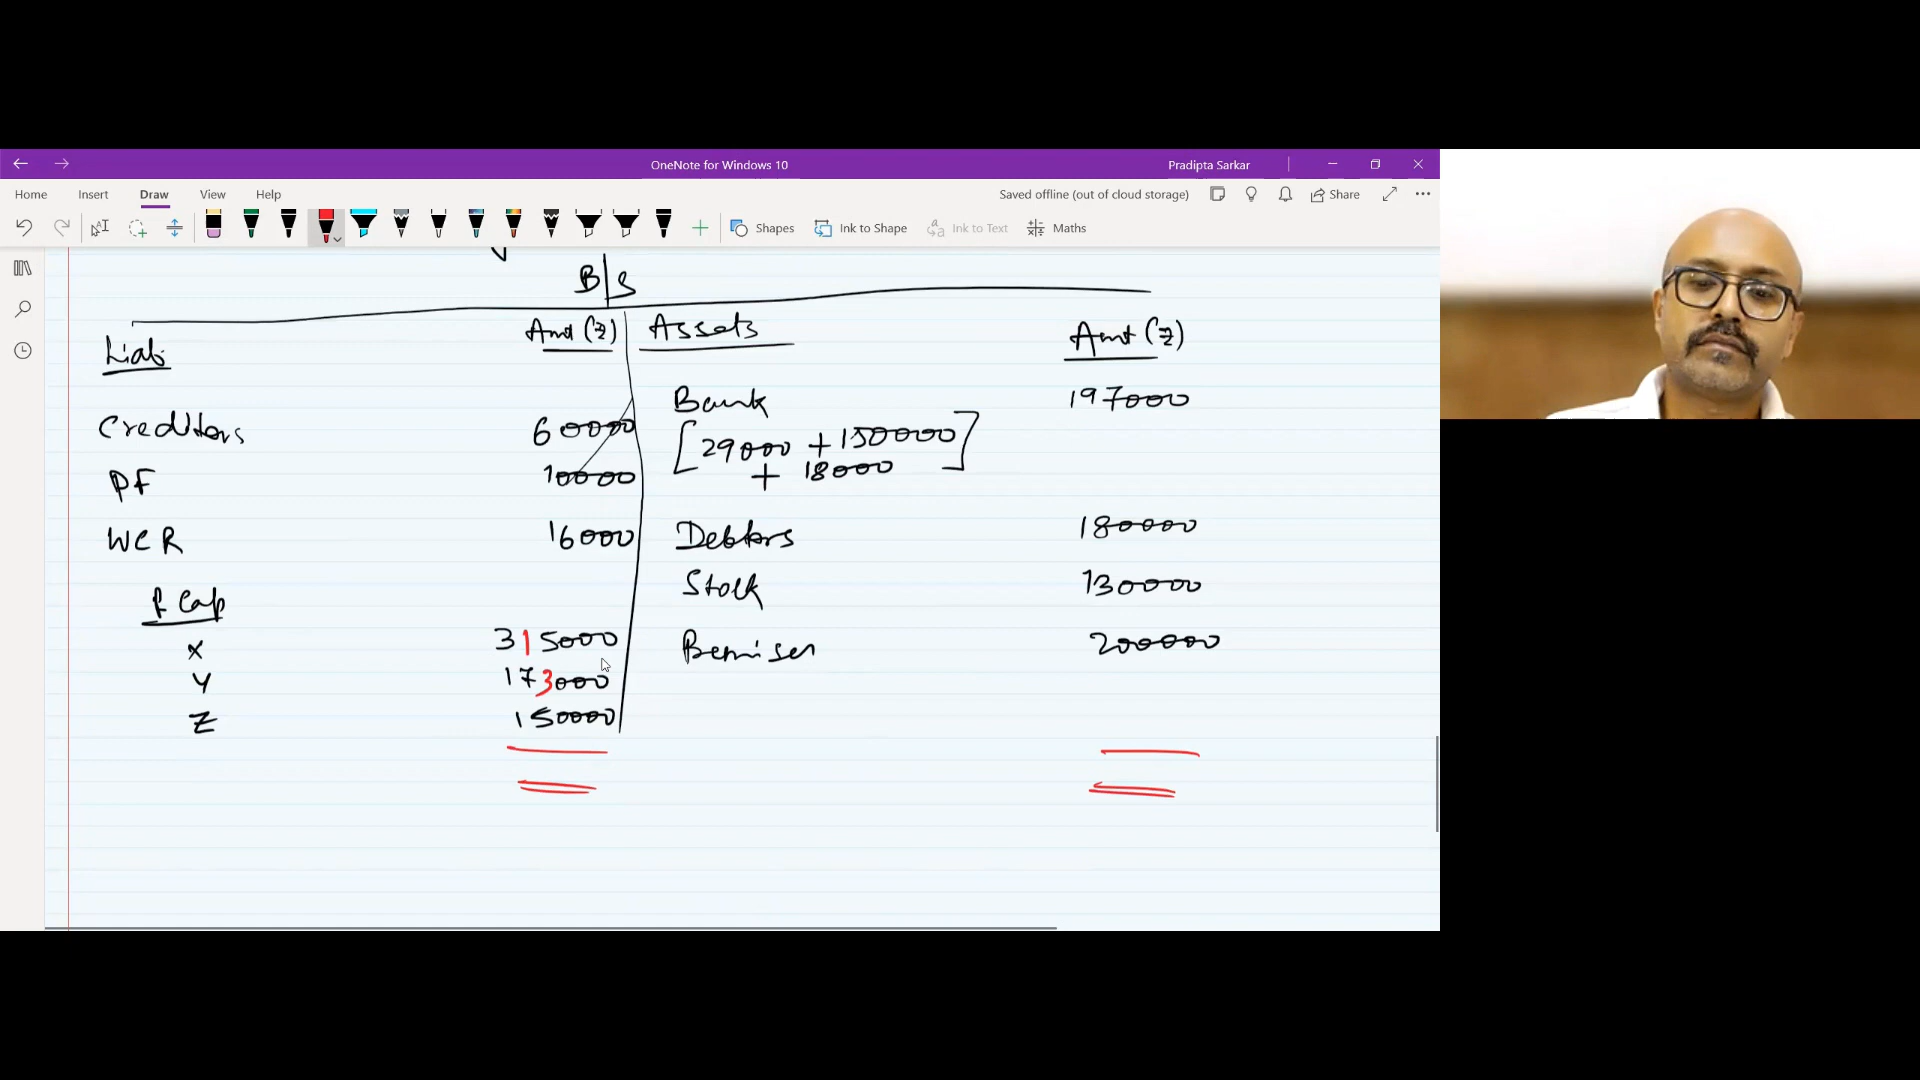 OneNote for Windows 10
Pradipta Sarkar
Home Insert Draw View Help
Saved offline (out of cloud storage)
Share
Shapes
Ink to Shape
Ink to Text
Maths
B/S
Liab
Amt (₹)
Assets
Amt (₹)
Creditors 60000
PF 10000
WCR 16000
P Cap
X 315000
Y 173000
Z 150000
Bank 197000
[29000 + 150000
+ 18000]
Debtors 180000
Stock 130000
Premises 200000